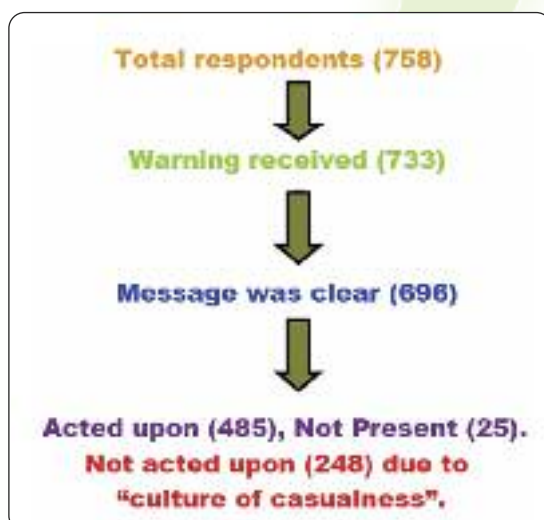 Total respondents (758)
Warning received (733)
Message was clear (696)
Acted upon (485), Not Present (25).
Not acted upon (248) due to
“culture of casualness”.